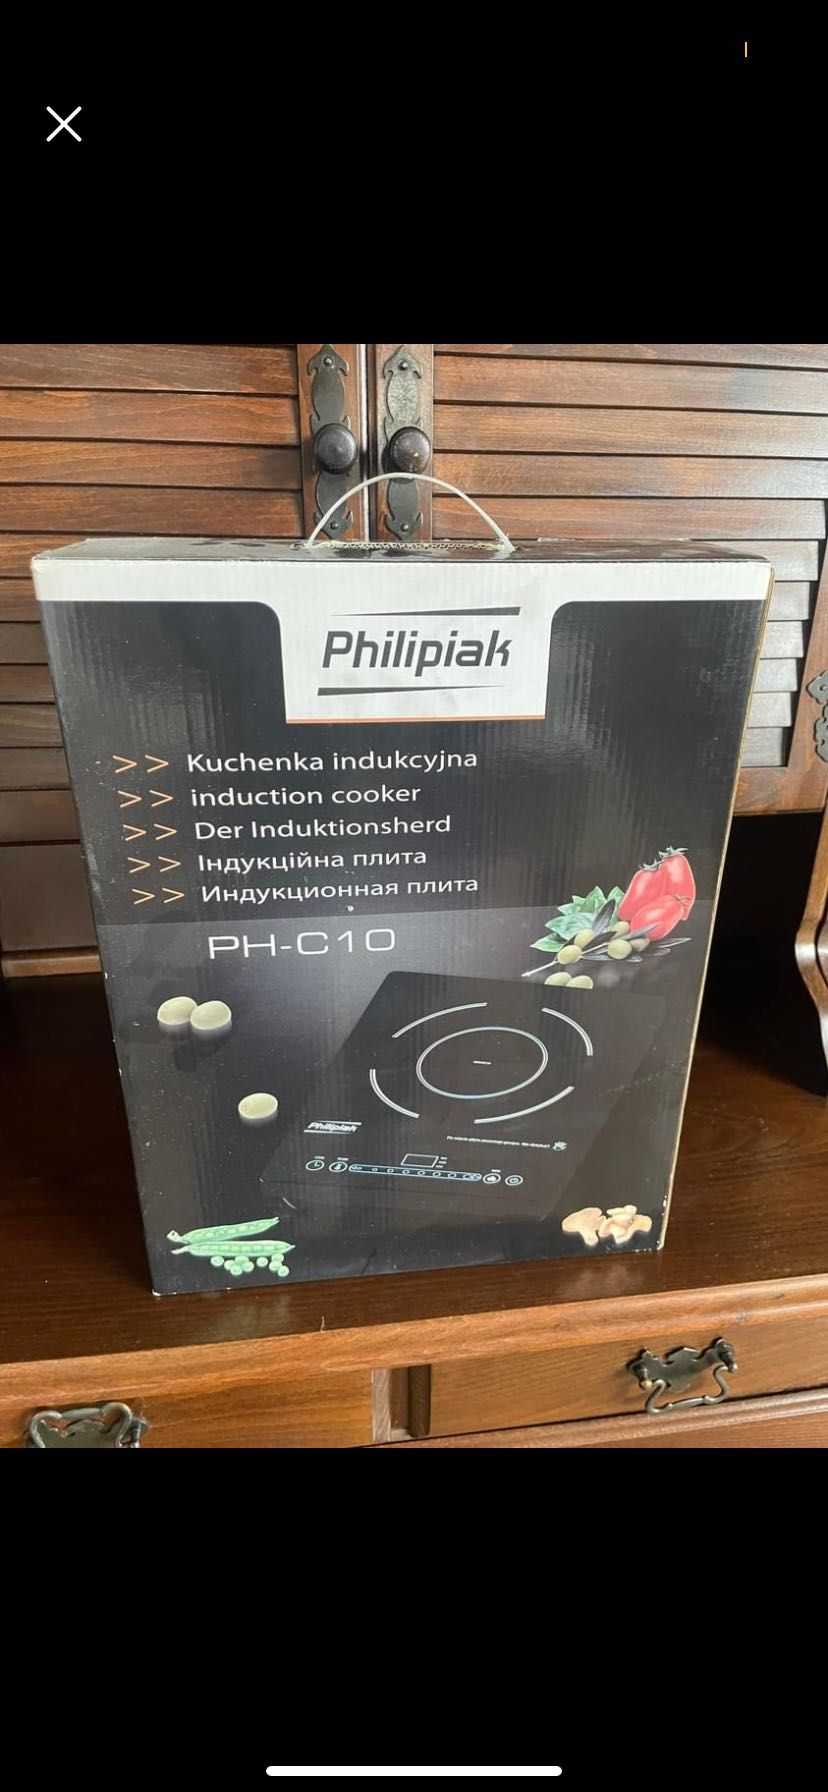 Philipiak
>> Kuchenka indukcyjna
>> induction cooker
>> Der Induktionsherd
>> Індукційна плита
>> Индукционная плита
PH-C10
Philipiak